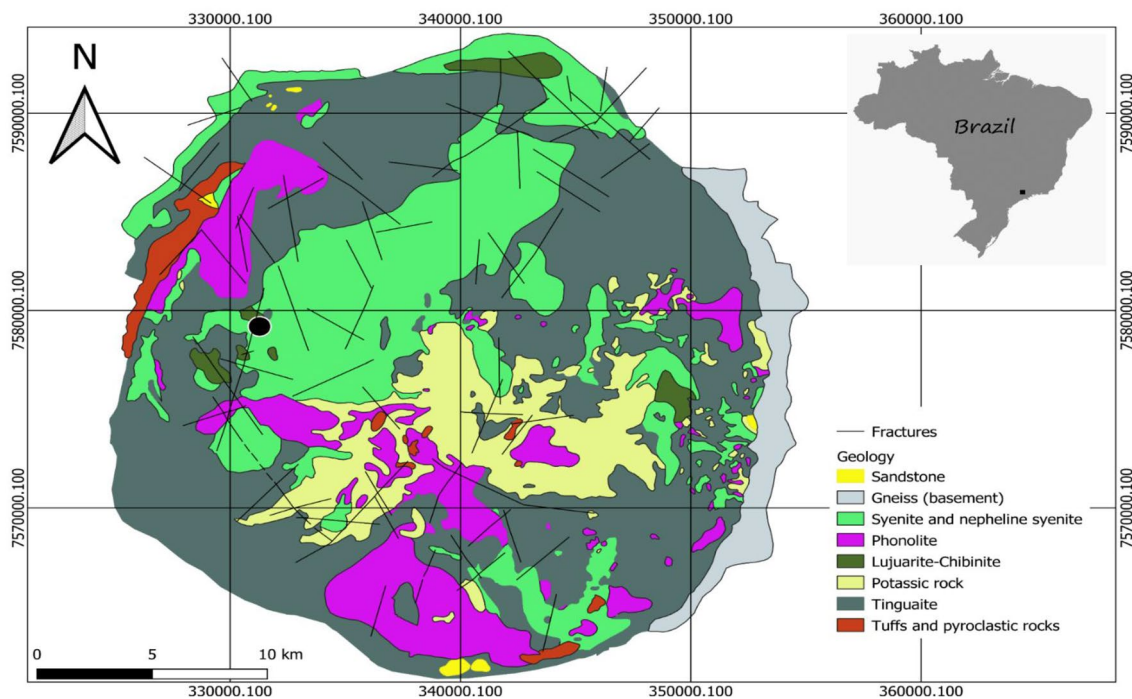 330000.100 340000.100 350000.100 360000.100
N
Brazil
7590000.100 7590000.100
7580000.100 7580000.100
7570000.100 7570000.100
Fractures
Geology
Sandstone
Gneiss (basement)
Syenite and nepheline syenite
Phonolite
Lujuarite-Chibinite
Potassic rock
Tinguaite
Tuffs and pyroclastic rocks
0 5 10 km
330000.100 340000.100 350000.100 360000.100